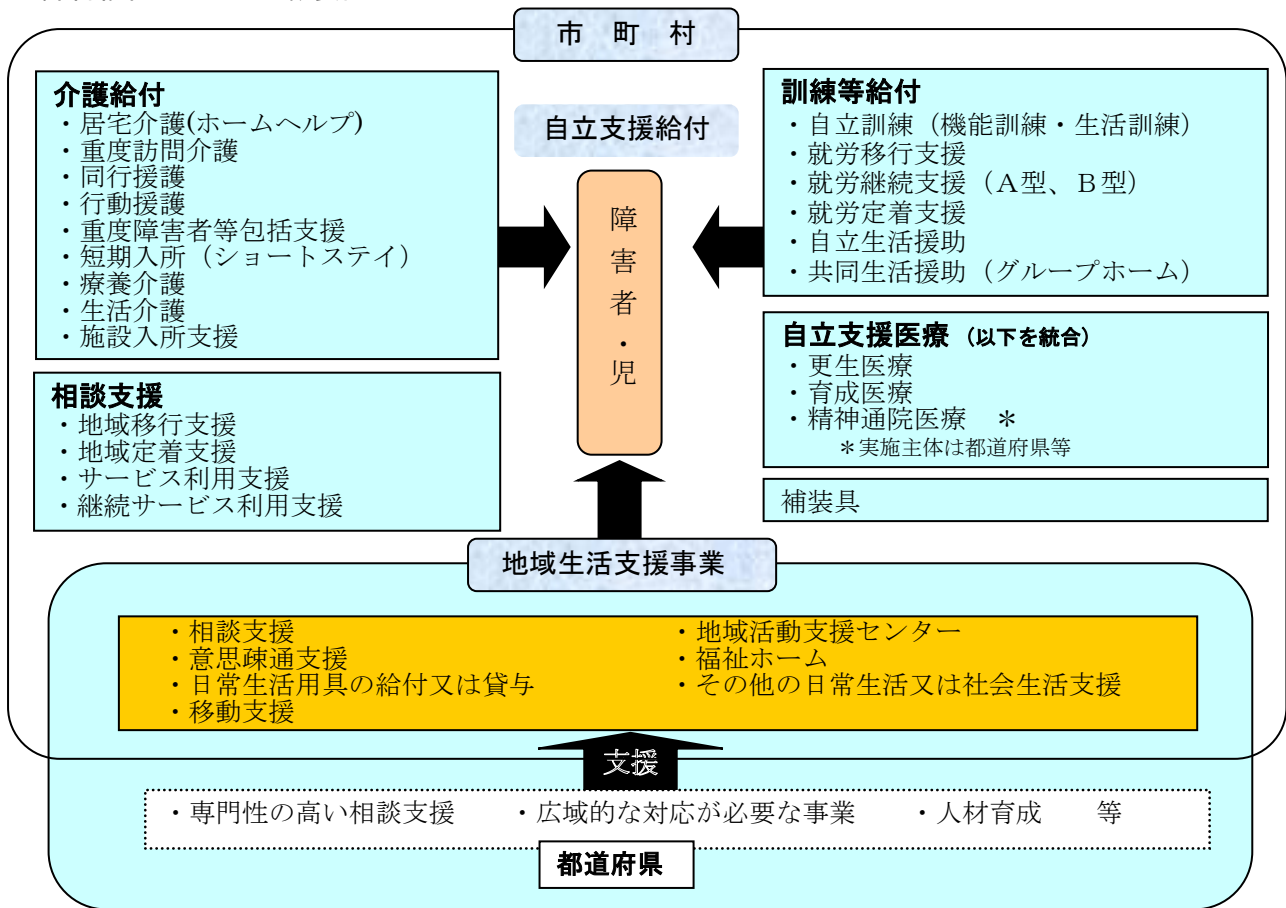 市 町 村
介護給付
・居宅介護(ホームヘルプ)
・重度訪問介護
・同行援護
・行動援護
・重度障害者等包括支援
・短期入所（ショートステイ）
・療養介護
・生活介護
・施設入所支援
相談支援
・地域移行支援
・地域定着支援
・サービス利用支援
・継続サービス利用支援
自立支援給付
障害者・児
訓練等給付
・自立訓練（機能訓練・生活訓練）
・就労移行支援
・就労継続支援（Ａ型、Ｂ型）
・就労定着支援
・自立生活援助
・共同生活援助（グループホーム）
自立支援医療（以下を統合）
・更生医療
・育成医療
・精神通院医療　＊
＊実施主体は都道府県等
補装具
地域生活支援事業
・相談支援
・意思疎通支援
・日常生活用具の給付又は貸与
・移動支援
・地域活動支援センター
・福祉ホーム
・その他の日常生活又は社会生活支援
支援
・専門性の高い相談支援　・広域的な対応が必要な事業　・人材育成　等
都道府県